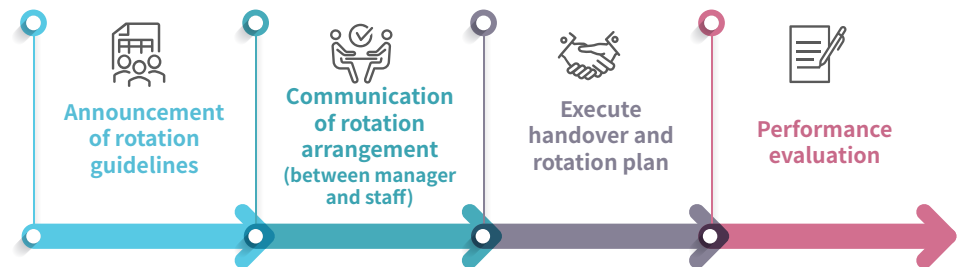 Announcement
of rotation
guidelines
Communication
of rotation
arrangement
(between manager
and staff)
Execute
handover and
rotation plan
Performance
evaluation